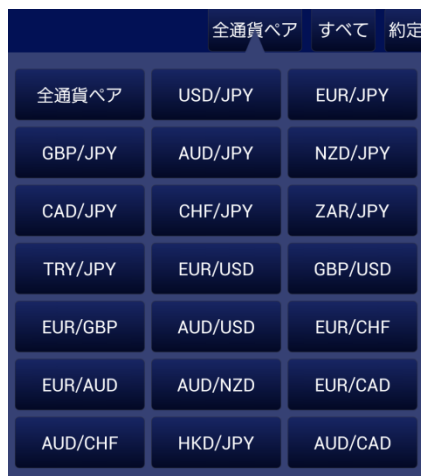 全通貨ペア すべて 約定
全通貨ペア USD/JPY EUR/JPY
GBP/JPY AUD/JPY NZD/JPY
CAD/JPY CHF/JPY ZAR/JPY
TRY/JPY EUR/USD GBP/USD
EUR/GBP AUD/USD EUR/CHF
EUR/AUD AUD/NZD EUR/CAD
AUD/CHF HKD/JPY AUD/CAD